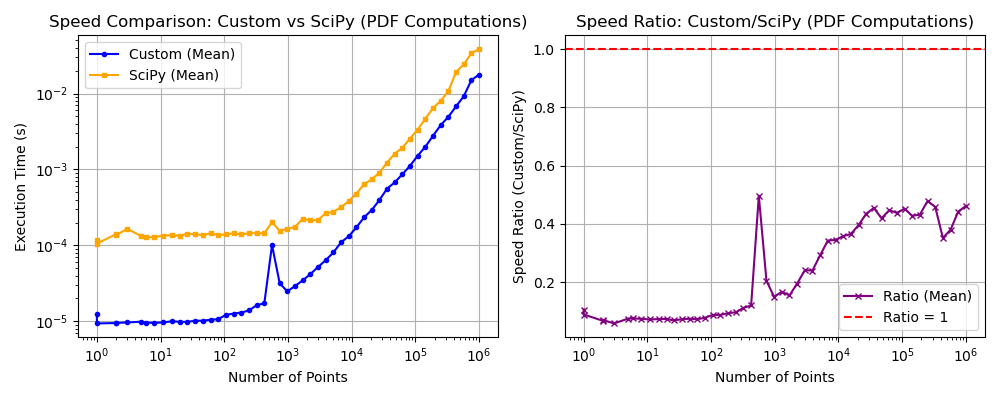 Speed Comparison: Custom vs SciPy (PDF Computations)
Custom (Mean)
SciPy (Mean)
Execution Time (s)
10⁻²
10⁻³
10⁻⁴
10⁻⁵
10⁰ 10¹ 10² 10³ 10⁴ 10⁵ 10⁶
Number of Points
Speed Ratio: Custom/SciPy (PDF Computations)
Speed Ratio (Custom/SciPy)
1.0
0.8
0.6
0.4
0.2
Ratio (Mean)
Ratio = 1
10⁰ 10¹ 10² 10³ 10⁴ 10⁵ 10⁶
Number of Points